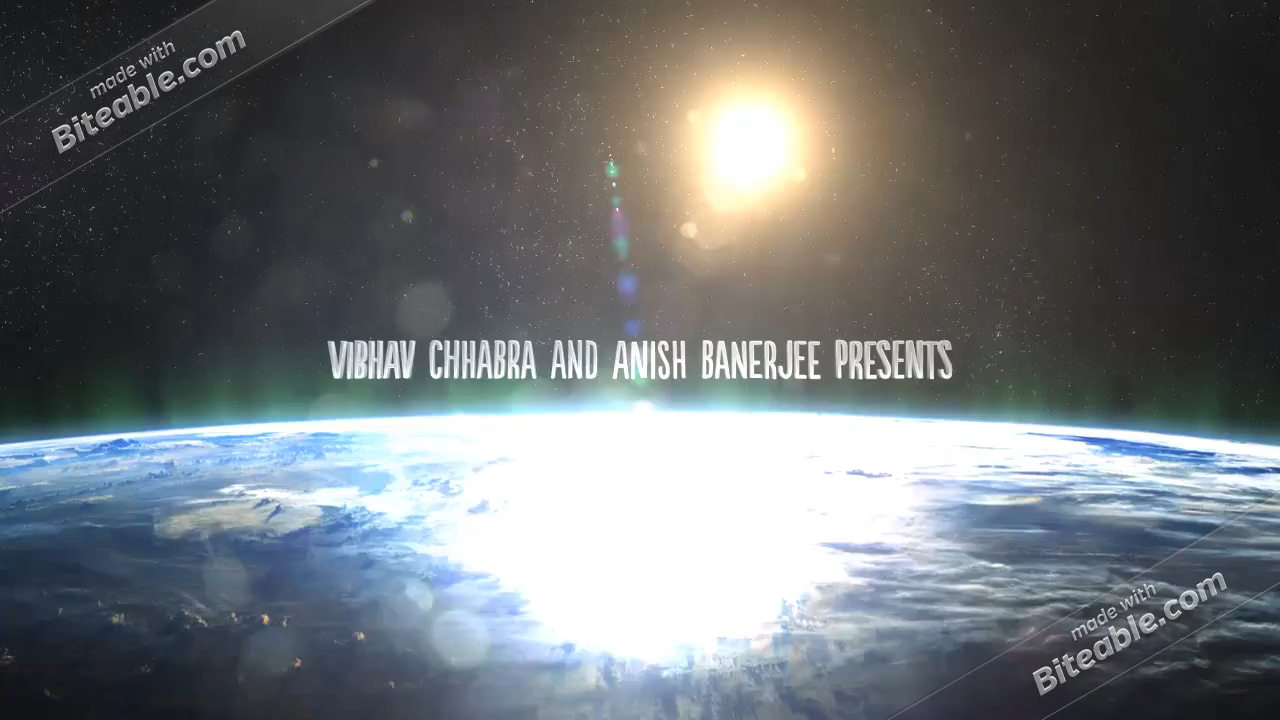 made with
Biteable.com
VIBHAV CHHABRA AND ANISH BANERJEE PRESENTS
made with
Biteable.com